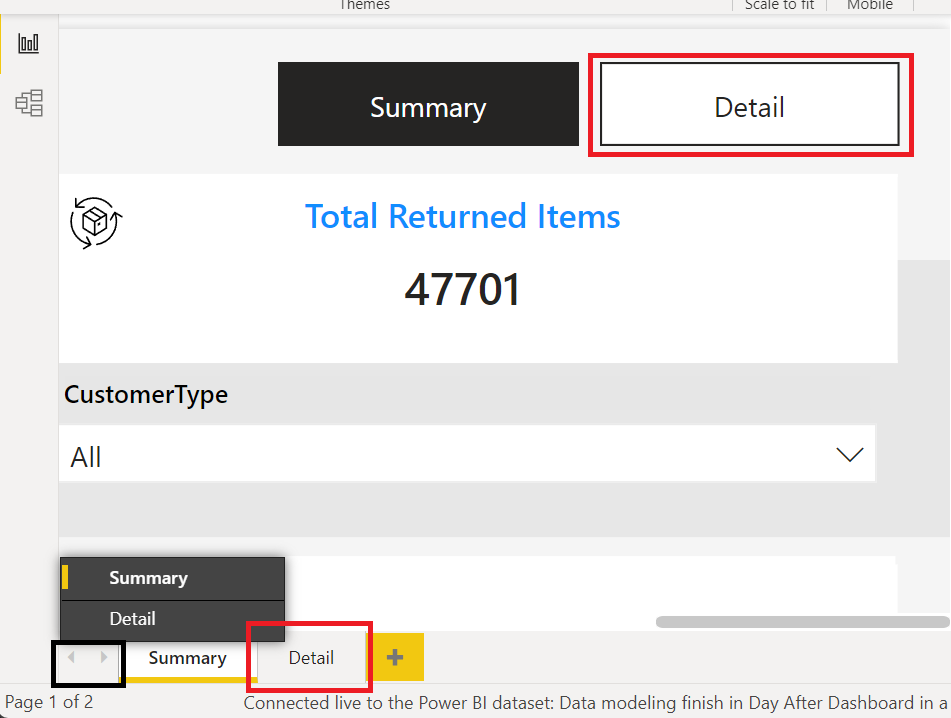 Themes
Scale to fit
Mobile
Summary
Detail
Total Returned Items
47701
CustomerType
All
Summary
Detail
Summary
Detail
+
Page 1 of 2
Connected live to the Power BI dataset: Data modeling finish in Day After Dashboard in a